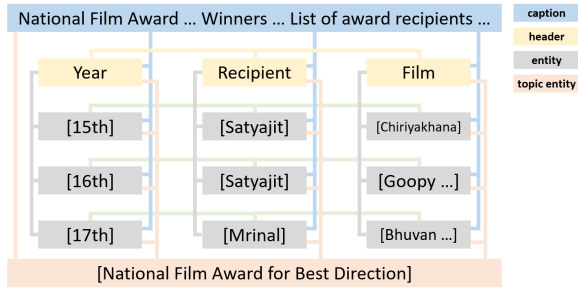 National Film Award ... Winners ... List of award recipients ...
caption
header
entity
topic entity
Year Recipient Film
[15th] [Satyajit] [Chiriyakhana]
[16th] [Satyajit] [Goopy ...]
[17th] [Mrinal] [Bhuvan ...]
[National Film Award for Best Direction]